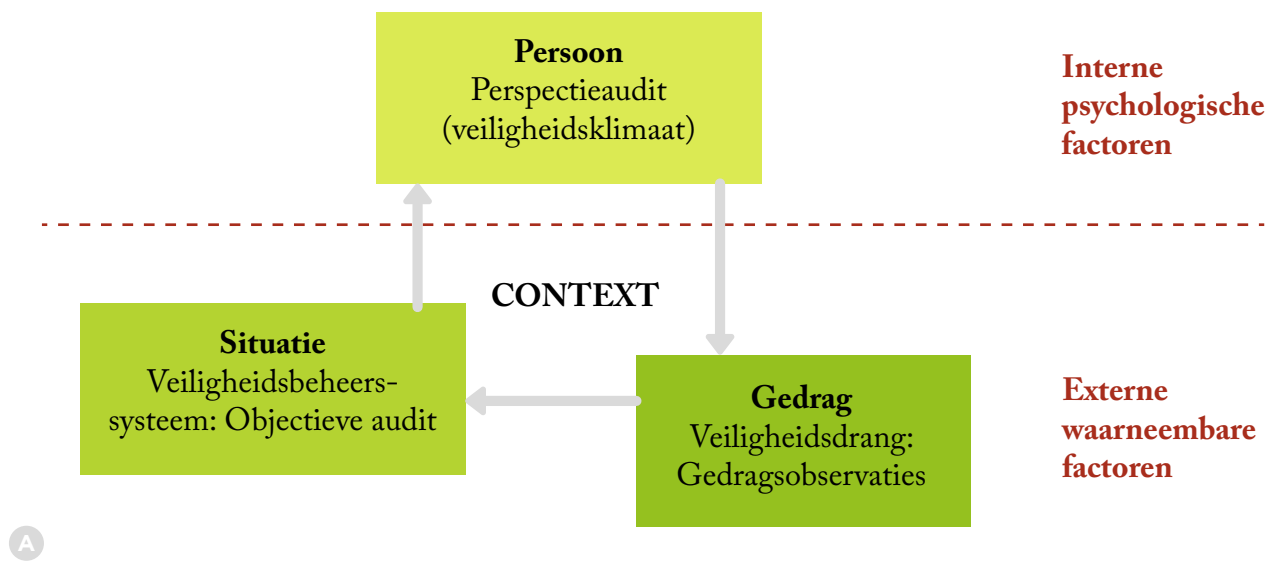 Persoon
Perspectieaudit
(veiligheidsklimaat)
Interne
psychologische
factoren
CONTEXT
Situatie
Veiligheidsbeheers-
systeem: Objectieve audit
Gedrag
Veiligheidsdrang:
Gedragsobservaties
Externe
waarneembare
factoren
A